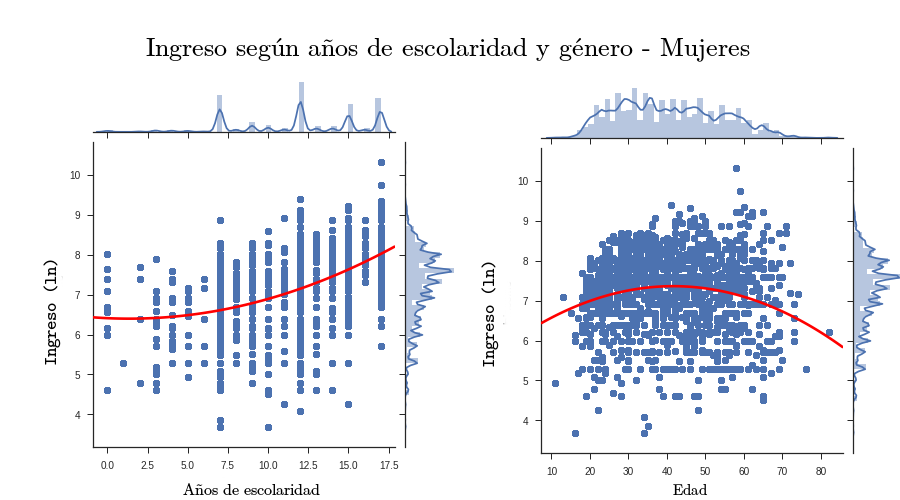 Ingreso según años de escolaridad y género - Mujeres
10
9
8
7
6
5
4
Ingreso (ln)
0.0 2.5 5.0 7.5 10.0 12.5 15.0 17.5
Años de escolaridad
10
9
8
7
6
5
4
Ingreso (ln)
10 20 30 40 50 60 70 80
Edad